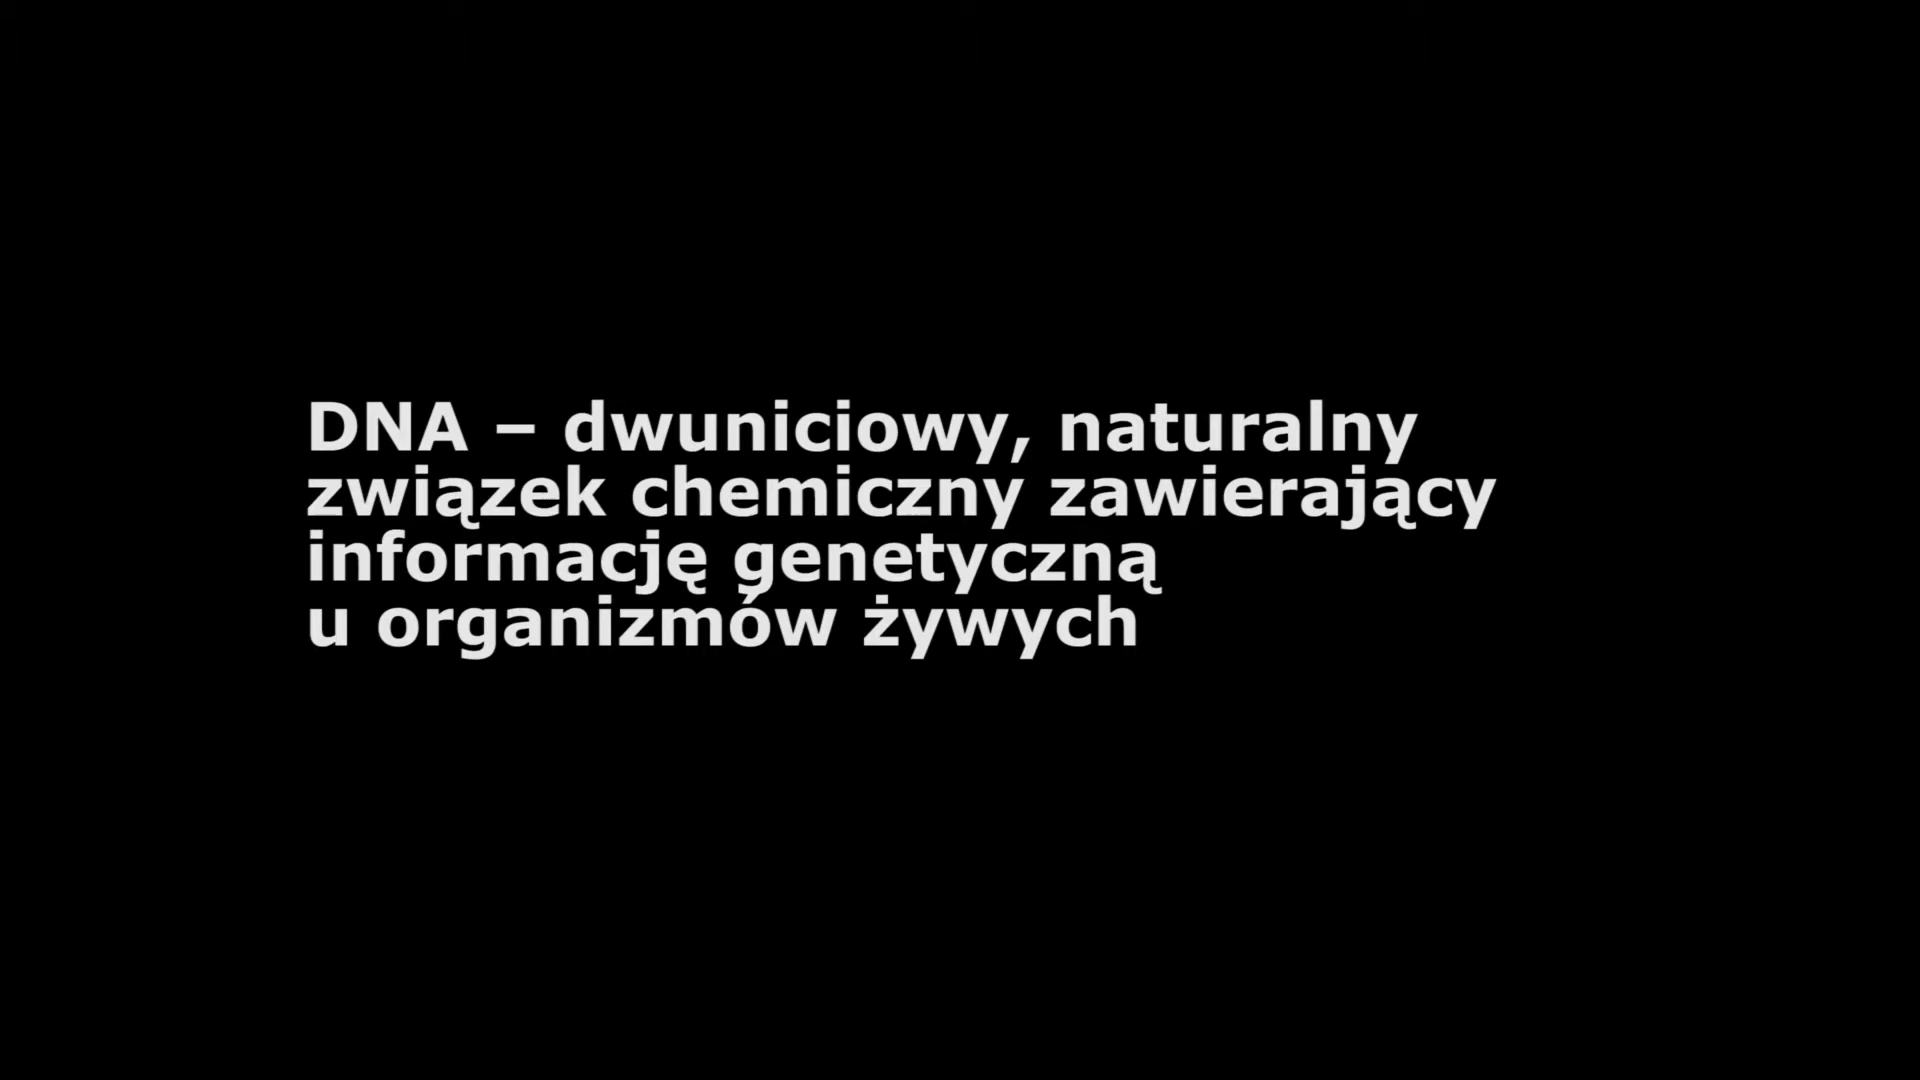 DNA – dwuniciowy, naturalny
związek chemiczny zawierający
informację genetyczną
u organizmów żywych